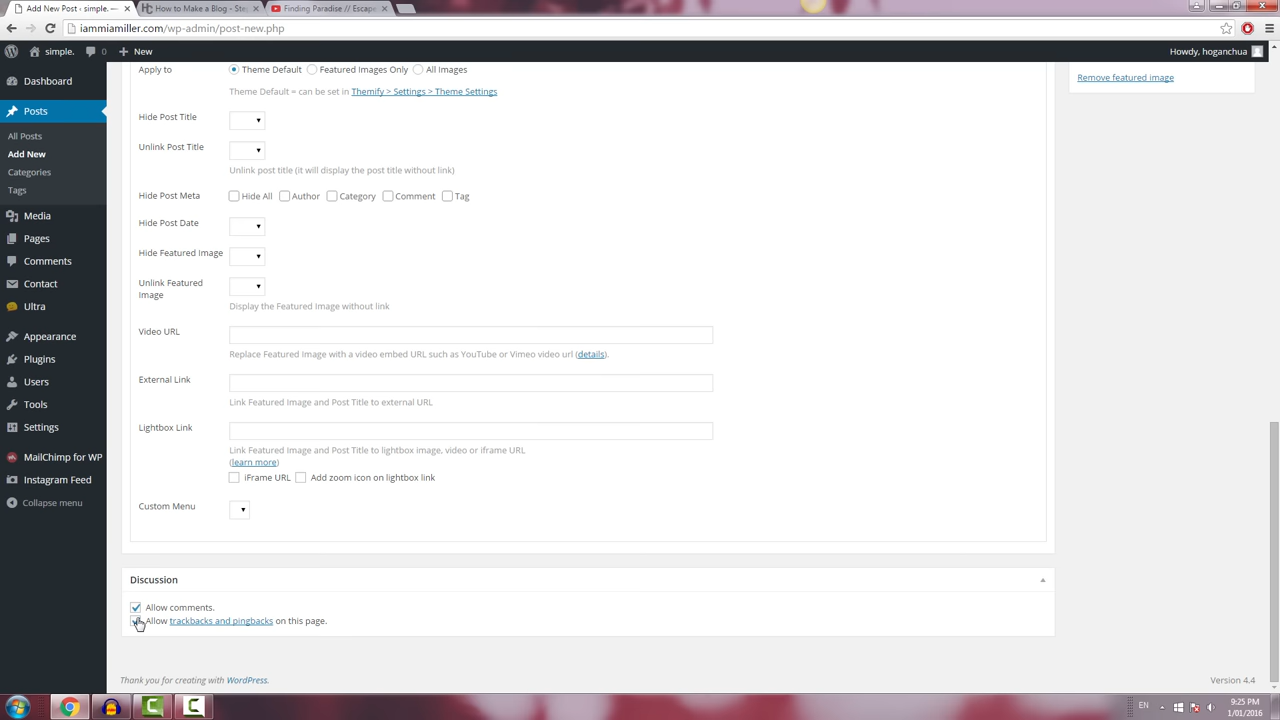 Add New Post ‹ simple. —
How to Make a Blog - Ste
Finding Paradise // Escape
iammiamiller.com/wp-admin/post-new.php
simple. 0 New Howdy, hoganchua
Dashboard
Posts
All Posts
Add New
Categories
Tags
Media
Pages
Comments
Contact
Ultra
Appearance
Plugins
Users
Tools
Settings
MailChimp for WP
Instagram Feed
Collapse menu
Apply to Theme Default Featured Images Only All Images
Theme Default = can be set in Themify > Settings > Theme Settings
Hide Post Title
Unlink Post Title
Unlink post title (it will display the post title without link)
Hide Post Meta Hide All Author Category Comment Tag
Hide Post Date
Hide Featured Image
Unlink Featured
Image
Display the Featured Image without link
Video URL
Replace Featured Image with a video embed URL such as YouTube or Vimeo video url (details).
External Link
Link Featured Image and Post Title to external URL
Lightbox Link
Link Featured Image and Post Title to lightbox image, video or iframe URL
(learn more)
iFrame URL Add zoom icon on lightbox link
Custom Menu
Remove featured image
Discussion
Allow comments.
Allow trackbacks and pingbacks on this page.
Thank you for creating with WordPress. Version 4.4
EN 9:25 PM
1/01/2016